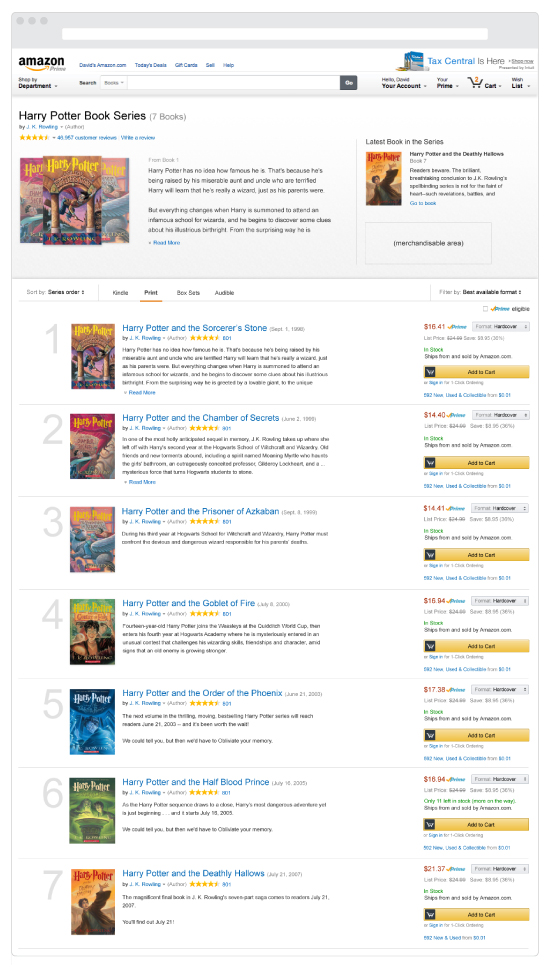 amazon
Prime
David's Amazon.com Today's Deals Gift Cards Sell Help
Tax Central Is Here Shop now
Presented by Intuit
Shop by
Department
Search Books Go
Hello, David
Your Account
Your
Prime
Cart
Wish
List
Harry Potter Book Series (7 Books)
by J. K. Rowling (Author)
46,957 customer reviews Write a review
From Book 1
Harry Potter has no idea how famous he is. That's because he's
being raised by his miserable aunt and uncle who are terrified
Harry will learn that he's really a wizard, just as his parents were.
But everything changes when Harry is summoned to attend an
infamous school for wizards, and he begins to discover some clues
about his illustrious birthright. From the surprising way he is
Read More
Latest Book in the Series
Harry Potter and the Deathly Hallows
Book 7
Readers beware. The brilliant,
breathtaking conclusion to J.K. Rowling's
spellbinding series is not for the faint of
heart--such revelations, battles, and
Go to book
(merchandisable area)
Sort by: Series order
Kindle Print Box Sets Audible
Filter by: Best available format
Prime eligible
1
Harry Potter and the Sorcerer's Stone (Sept. 1, 1998)
by J. K. Rowling (Author) 801
Harry Potter has no idea how famous he is. That's because he's being raised by his
miserable aunt and uncle who are terrified Harry will learn that he's really a wizard, just
as his parents were. But everything changes when Harry is summoned to attend an
infamous school for wizards, and he begins to discover some clues about his illustrious
birthright. From the surprising way he is greeted by a lovable giant, to the unique
Read More
$16.41 Prime Format: Hardcover
List Price: $24.99 Save: $9.95 (36%)
In Stock
Ships from and sold by Amazon.com
Add to Cart
or Sign in for 1-Click Ordering
592 New, Used & Collectible from $0.01
2
Harry Potter and the Chamber of Secrets (June 2, 1999)
by J. K. Rowling (Author) 801
In one of the most hotly anticipated sequel in memory, J.K. Rowling takes up where she
left off with Harry's second year at the Hogwarts School of Witchcraft and Wizardry. Old
friends and new torments abound, including a spirit named Moaning Myrtle who haunts
the girls' bathroom, an outrageously conceited professor, Gilderoy Lockheart, and a ..
mysterious force that turns Hogwarts students to stone.
Read More
$14.40 Prime Format: Hardcover
List Price: $24.99 Save: $8.95 (36%)
In Stock
Ships from and sold by Amazon.com
Add to Cart
or Sign in for 1-Click Ordering
592 New, Used & Collectible from $0.01
3
Harry Potter and the Prisoner of Azkaban (Sept. 8, 1999)
by J. K. Rowling (Author) 801
During his third year at Hogwarts School for Witchcraft and Wizardry, Harry Potter must
confront the devious and dangerous wizard responsible for his parents' deaths.
$14.41 Prime Format: Hardcover
List Price: $24.99 Save: $8.95 (36%)
In Stock
Ships from and sold by Amazon.com.
Add to Cart
or Sign in for 1-Click Ordering
592 New, Used & Collectible from $0.01
4
Harry Potter and the Goblet of Fire (July 8, 2000)
by J. K. Rowling (Author) 801
Fourteen-year-old Harry Potter joins the Weasleys at the Quidditch World Cup, then
enters his fourth year at Hogwarts Academy where he is mysteriously entered in an
unusual contest that challenges his wizarding skills, friendships and character, amid
signs that an old enemy is growing stronger.
$16.94 Prime Format: Hardcover
List Price: $24.99 Save: $8.95 (36%)
In Stock
Ships from and sold by Amazon.com.
Add to Cart
or Sign in for 1-Click Ordering
592 New, Used & Collectible from $0.01
5
Harry Potter and the Order of the Phoenix (June 21, 2003)
by J. K. Rowling (Author) 801
The next volume in the thrilling, moving, bestselling Harry Potter series will reach
readers June 21, 2003 – and it's been worth the wait!
We could tell you, but then we'd have to Obliviate your memory.
$17.38 Prime Format: Hardcover
List Price: $24.99 Save: $8.95 (36%)
In Stock
Ships from and sold by Amazon.com.
Add to Cart
or Sign in for 1-Click Ordering
592 New, Used & Collectible from $0.01
6
Harry Potter and the Half Blood Prince (July 16, 2005)
by J. K. Rowling (Author) 801
As the Harry Potter sequence draws to a close, Harry's most dangerous adventure yet
is just beginning . . . and it starts July 16, 2005.
We could tell you, but then we'd have to Obliviate your memory.
$16.94 Prime Format: Hardcover
List Price: $24.99 Save: $8.95 (36%)
Only 11 left in stock (more on the way).
Ships from and sold by Amazon.com.
Add to Cart
or Sign in for 1-Click Ordering
592 New, Used & Collectible from $0.01
7
Harry Potter and the Deathly Hallows (July 21, 2007)
by J. K. Rowling (Author) 801
The magnificent final book in J. K. Rowling's seven-part saga comes to readers July 21,
2007.
You'll find out July 21!
$21.37 Prime Format: Hardcover
List Price: $24.99 Save: $8.95 (36%)
In Stock
Ships from and sold by Amazon.com.
Add to Cart
or Sign in for 1-Click Ordering
592 New & Used from $0.01